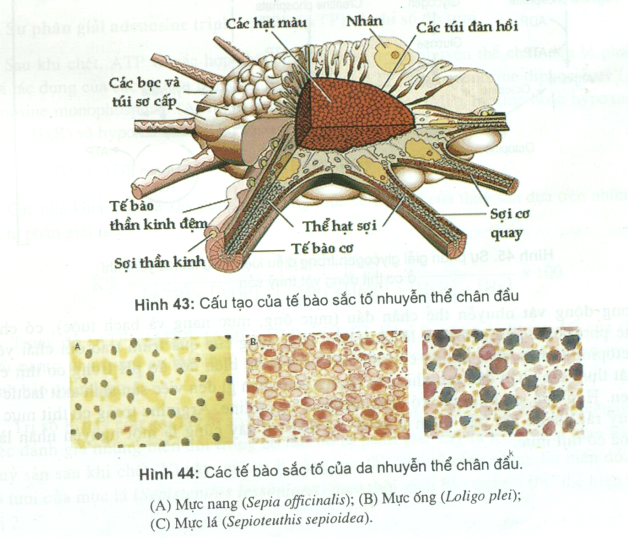 Các hạt màu
Nhân
Các túi đàn hồi
Các bọc và
túi sơ cấp
Tế bào
thần kinh đệm
Sợi thần kinh
Thể hạt sợi
Tế bào cơ
Sợi cơ
quay
Hình 43: Cấu tạo của tế bào sắc tố nhuyễn thể chân đầu
A
B
C
Hình 44: Các tế bào sắc tố của da nhuyễn thể chân đầu.
(A) Mực nang (Sepia officinalis); (B) Mực ống (Loligo plei);
(C) Mực lá (Sepioteuthis sepioidea).